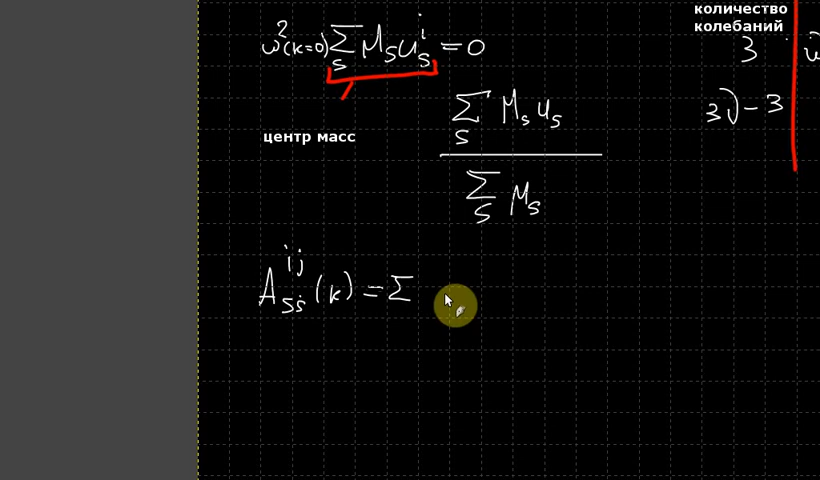 количество
колебаний
ω²(k=0) Σ_s M_s u_s^i = 0
3
Σ_s M_s u_s
3ν - 3
центр масс
Σ_s M_s
A_{ss'}^{ij}(k) = Σ